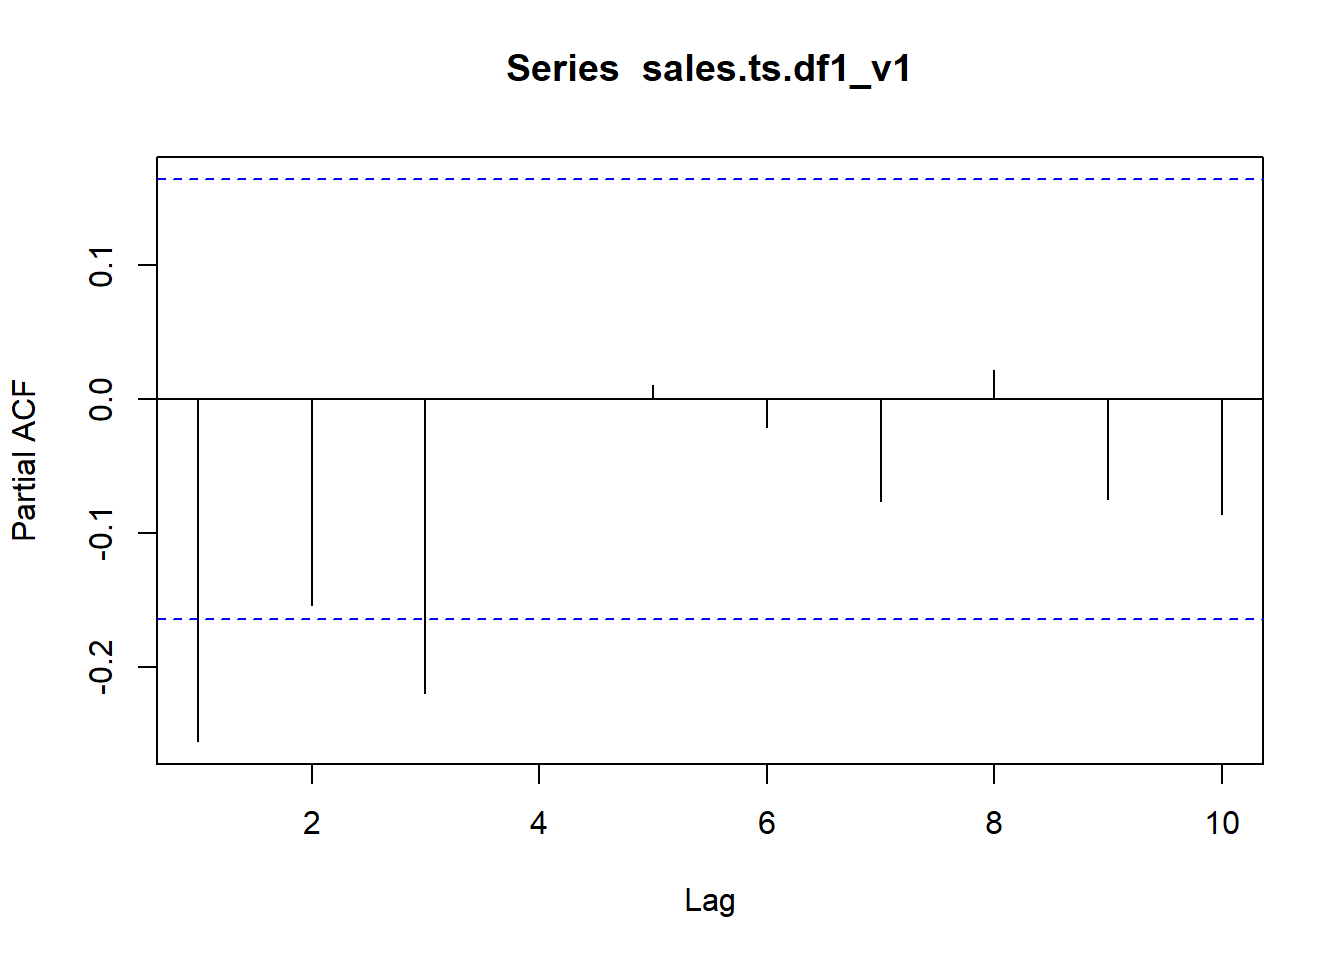 Series  sales.ts.df1_v1
Partial ACF
0.1
0.0
-0.1
-0.2
2 4 6 8 10
Lag